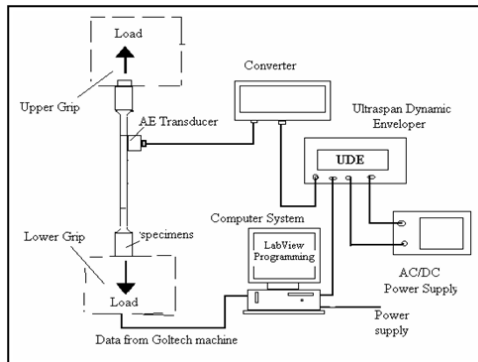 Load
Upper Grip
AE Transducer
Converter
Ultraspan Dynamic
Enveloper
UDE
Lower Grip
specimens
Load
Computer System
LabView
Programming
AC/DC
Power Supply
Power
supply
Data from Goltech machine